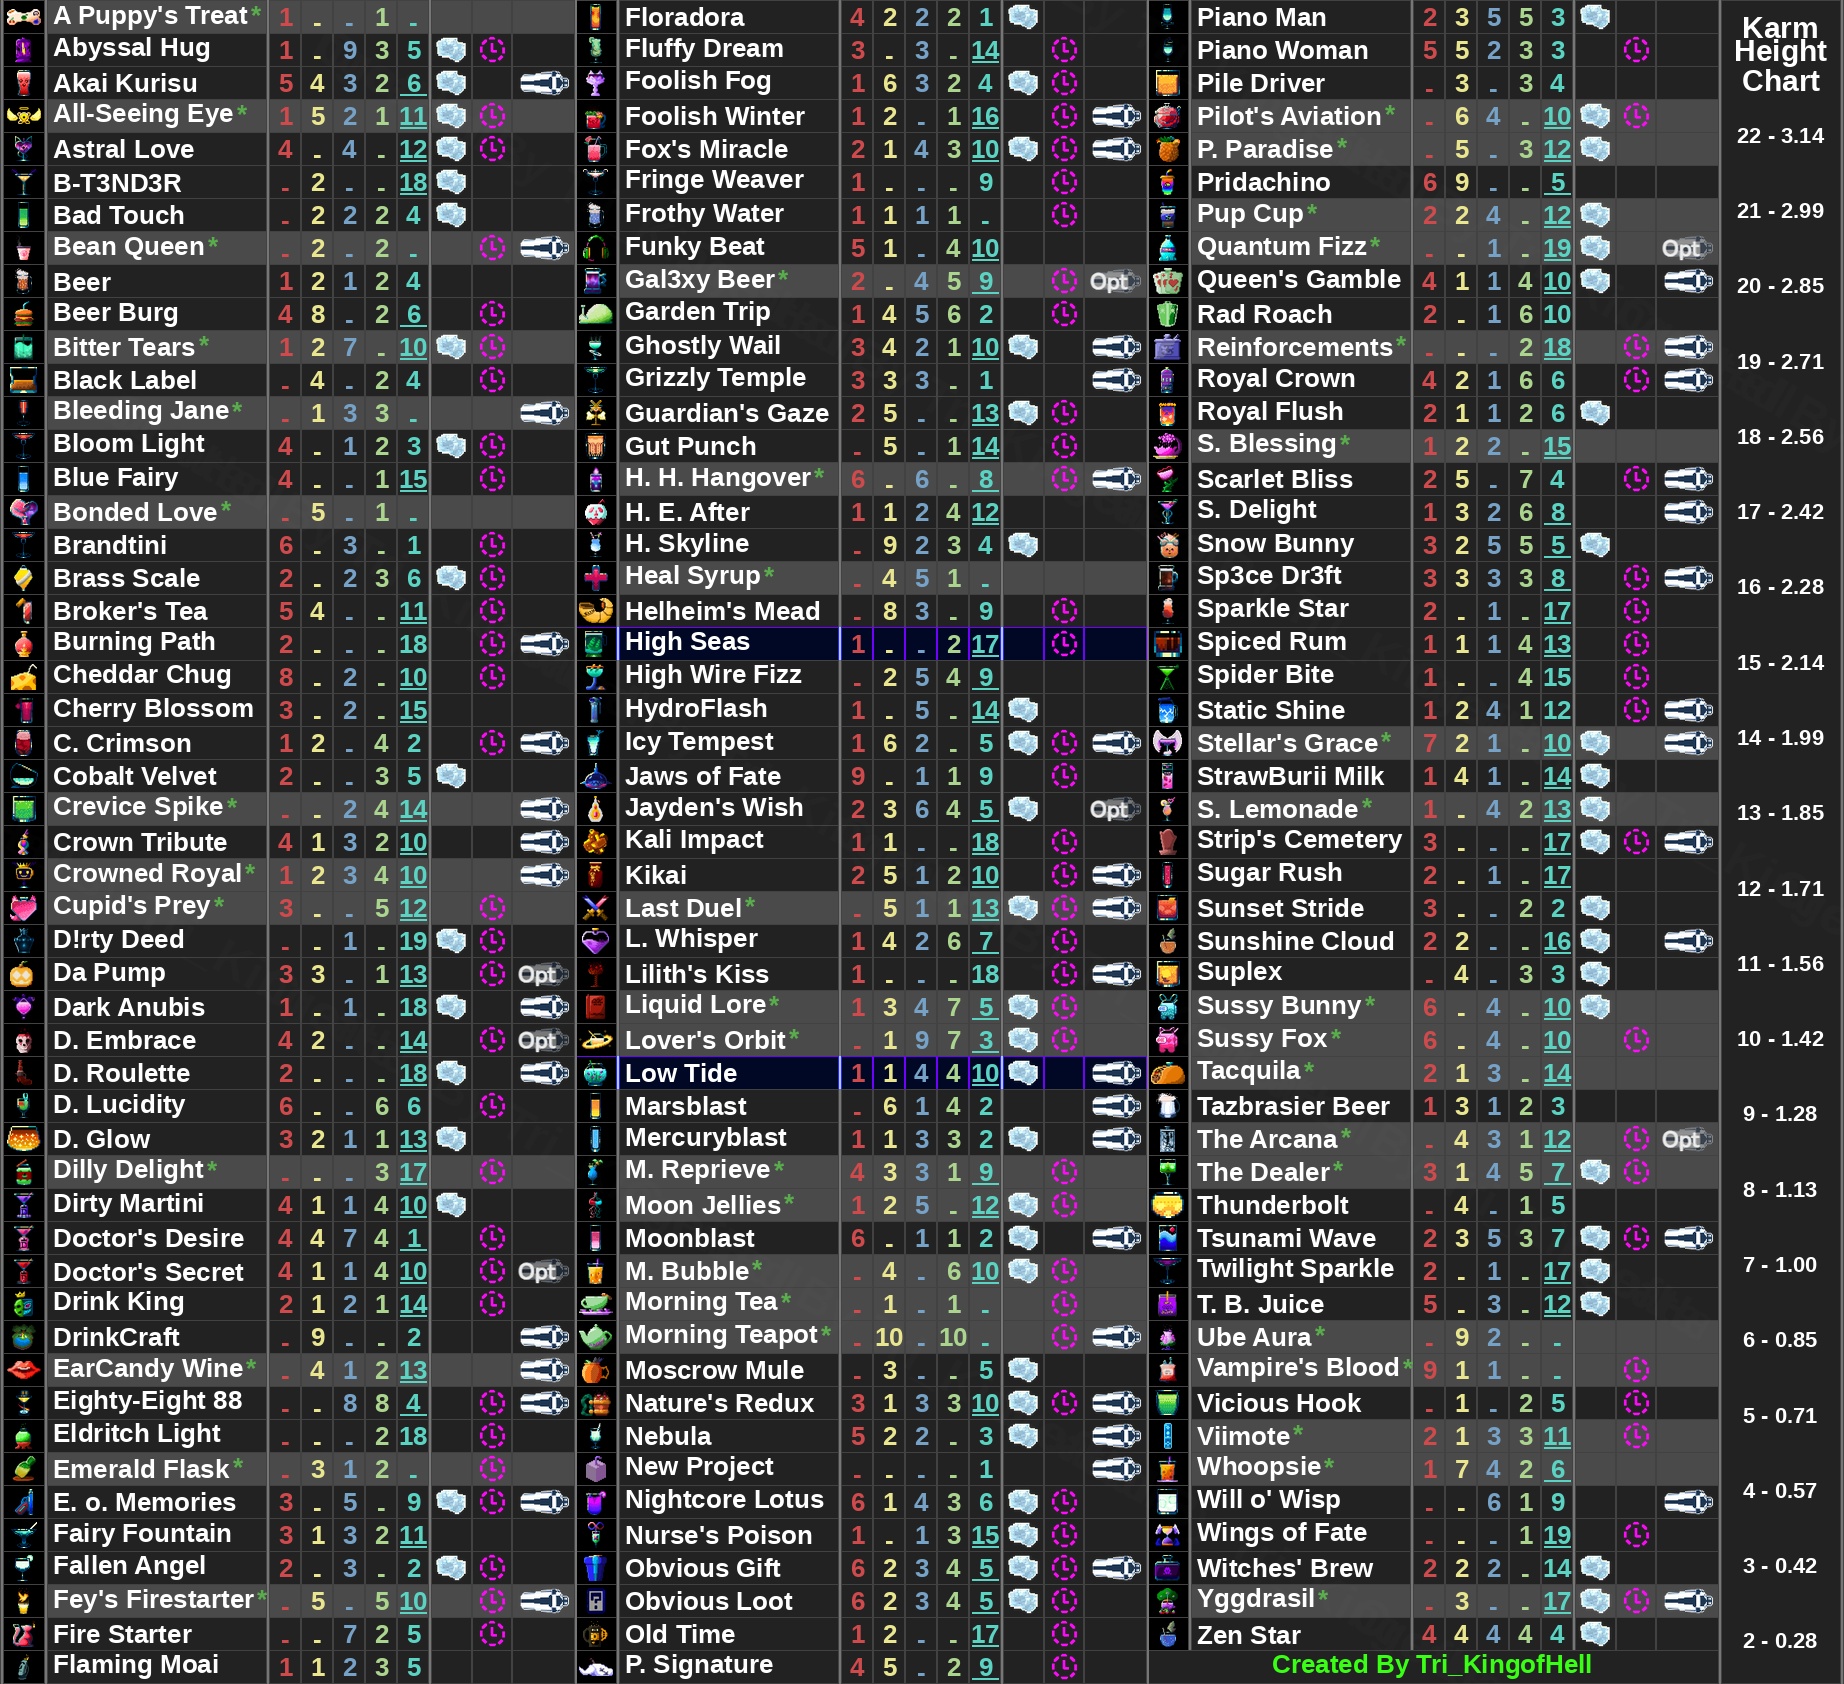 A Puppy's Treat* 1 - - 1 -
Abyssal Hug 1 - 9 3 5
Akai Kurisu 5 4 3 2 6
All-Seeing Eye* 1 5 2 1 11
Astral Love 4 - 4 - 12
B-T3ND3R - 2 - - 18
Bad Touch - 2 2 2 4
Bean Queen* - 2 - 2 -
Beer 1 2 1 2 4
Beer Burg 4 8 - 2 6
Bitter Tears* 1 2 7 - 10
Black Label - 4 - 2 4
Bleeding Jane* - 1 3 3 -
Bloom Light 4 - 1 2 3
Blue Fairy 4 - - 1 15
Bonded Love* - 5 - 1 -
Brandtini 6 - 3 - 1
Brass Scale 2 - 2 3 6
Broker's Tea 5 4 - - 11
Burning Path 2 - - - 18
Cheddar Chug 8 - 2 - 10
Cherry Blossom 3 - 2 - 15
C. Crimson 1 2 - 4 2
Cobalt Velvet 2 - - 3 5
Crevice Spike* - - 2 4 14
Crown Tribute 4 1 3 2 10
Crowned Royal* 1 2 3 4 10
Cupid's Prey* 3 - - 5 12
D!rty Deed - - 1 - 19
Da Pump 3 3 - 1 13 Opt
Dark Anubis 1 - 1 - 18
D. Embrace 4 2 - - 14 Opt
D. Roulette 2 - - - 18
D. Lucidity 6 - - 6 6
D. Glow 3 2 1 1 13
Dilly Delight* - - - 3 17
Dirty Martini 4 1 1 4 10
Doctor's Desire 4 4 7 4 1
Doctor's Secret 4 1 1 4 10 Opt
Drink King 2 1 2 1 14
DrinkCraft - 9 - - 2
EarCandy Wine* - 4 1 2 13
Eighty-Eight 88 - - 8 8 4
Eldritch Light - - - 2 18
Emerald Flask* - 3 1 2 -
E. o. Memories 3 - 5 - 9
Fairy Fountain 3 1 3 2 11
Fallen Angel 2 - 3 - 2
Fey's Firestarter* - 5 - 5 10
Fire Starter - - 7 2 5
Flaming Moai 1 1 2 3 5
Floradora 4 2 2 2 1
Fluffy Dream 3 - 3 - 14
Foolish Fog 1 6 3 2 4
Foolish Winter 1 2 - 1 16
Fox's Miracle 2 1 4 3 10
Fringe Weaver 1 - - - 9
Frothy Water 1 1 1 1 -
Funky Beat 5 1 - 4 10
Gal3xy Beer* 2 - 4 5 9 Opt
Garden Trip 1 4 5 6 2
Ghostly Wail 3 4 2 1 10
Grizzly Temple 3 3 3 - 1
Guardian's Gaze 2 5 - - 13
Gut Punch - 5 - 1 14
H. H. Hangover* 6 - 6 - 8
H. E. After 1 1 2 4 12
H. Skyline - 9 2 3 4
Heal Syrup* - 4 5 1 -
Helheim's Mead - 8 3 - 9
High Seas 1 - - 2 17
High Wire Fizz - 2 5 4 9
HydroFlash 1 - 5 - 14
Icy Tempest 1 6 2 - 5
Jaws of Fate 9 - 1 1 9
Jayden's Wish 2 3 6 4 5 Opt
Kali Impact 1 1 - - 18
Kikai 2 5 1 2 10
Last Duel* - 5 1 1 13
L. Whisper 1 4 2 6 7
Lilith's Kiss 1 - - - 18
Liquid Lore* 1 3 4 7 5
Lover's Orbit* - 1 9 7 3
Low Tide 1 1 4 4 10
Marsblast - 6 1 4 2
Mercuryblast 1 1 3 3 2
M. Reprieve* 4 3 3 1 9
Moon Jellies* 1 2 5 - 12
Moonblast 6 - 1 1 2
M. Bubble* - 4 - 6 10
Morning Tea* - 1 - 1 -
Morning Teapot* - 10 - 10 -
Moscrow Mule - 3 - - 5
Nature's Redux 3 1 3 3 10
Nebula 5 2 2 - 3
New Project - - - - 1
Nightcore Lotus 6 1 4 3 6
Nurse's Poison 1 - 1 3 15
Obvious Gift 6 2 3 4 5
Obvious Loot 6 2 3 4 5
Old Time 1 2 - - 17
P. Signature 4 5 - 2 9
Piano Man 2 3 5 5 3
Piano Woman 5 5 2 3 3
Pile Driver - 3 - 3 4
Pilot's Aviation* - 6 4 - 10
P. Paradise* - 5 - 3 12
Pridachino 6 9 - - 5
Pup Cup* 2 2 4 - 12
Quantum Fizz* - - 1 - 19 Opt
Queen's Gamble 4 1 1 4 10
Rad Roach 2 - 1 6 10
Reinforcements* - - - 2 18
Royal Crown 4 2 1 6 6
Royal Flush 2 1 1 2 6
S. Blessing* 1 2 2 - 15
Scarlet Bliss 2 5 - 7 4
S. Delight 1 3 2 6 8
Snow Bunny 3 2 5 5 5
Sp3ce Dr3ft 3 3 3 3 8
Sparkle Star 2 - 1 - 17
Spiced Rum 1 1 1 4 13
Spider Bite 1 - - 4 15
Static Shine 1 2 4 1 12
Stellar's Grace* 7 2 1 - 10
StrawBurii Milk 1 4 1 - 14
S. Lemonade* 1 - 4 2 13
Strip's Cemetery 3 - - - 17
Sugar Rush 2 - 1 - 17
Sunset Stride 3 - - 2 2
Sunshine Cloud 2 2 - - 16
Suplex - 4 - 3 3
Sussy Bunny* 6 - 4 - 10
Sussy Fox* 6 - 4 - 10
Tacquila* 2 1 3 - 14
Tazbrasier Beer 1 3 1 2 3
The Arcana* - 4 3 1 12 Opt
The Dealer* 3 1 4 5 7
Thunderbolt - 4 - 1 5
Tsunami Wave 2 3 5 3 7
Twilight Sparkle 2 - 1 - 17
T. B. Juice 5 - 3 - 12
Ube Aura* - 9 2 - -
Vampire's Blood* 9 1 1 - -
Vicious Hook - 1 - 2 5
Viimote* 2 1 3 3 11
Whoopsie* 1 7 4 2 6
Will o' Wisp - - 6 1 9
Wings of Fate - - - 1 19
Witches' Brew 2 2 2 - 14
Yggdrasil* - 3 - - 17
Zen Star 4 4 4 4 4
Created By Tri_KingofHell
Karm
Height
Chart
22 - 3.14
21 - 2.99
20 - 2.85
19 - 2.71
18 - 2.56
17 - 2.42
16 - 2.28
15 - 2.14
14 - 1.99
13 - 1.85
12 - 1.71
11 - 1.56
10 - 1.42
9 - 1.28
8 - 1.13
7 - 1.00
6 - 0.85
5 - 0.71
4 - 0.57
3 - 0.42
2 - 0.28